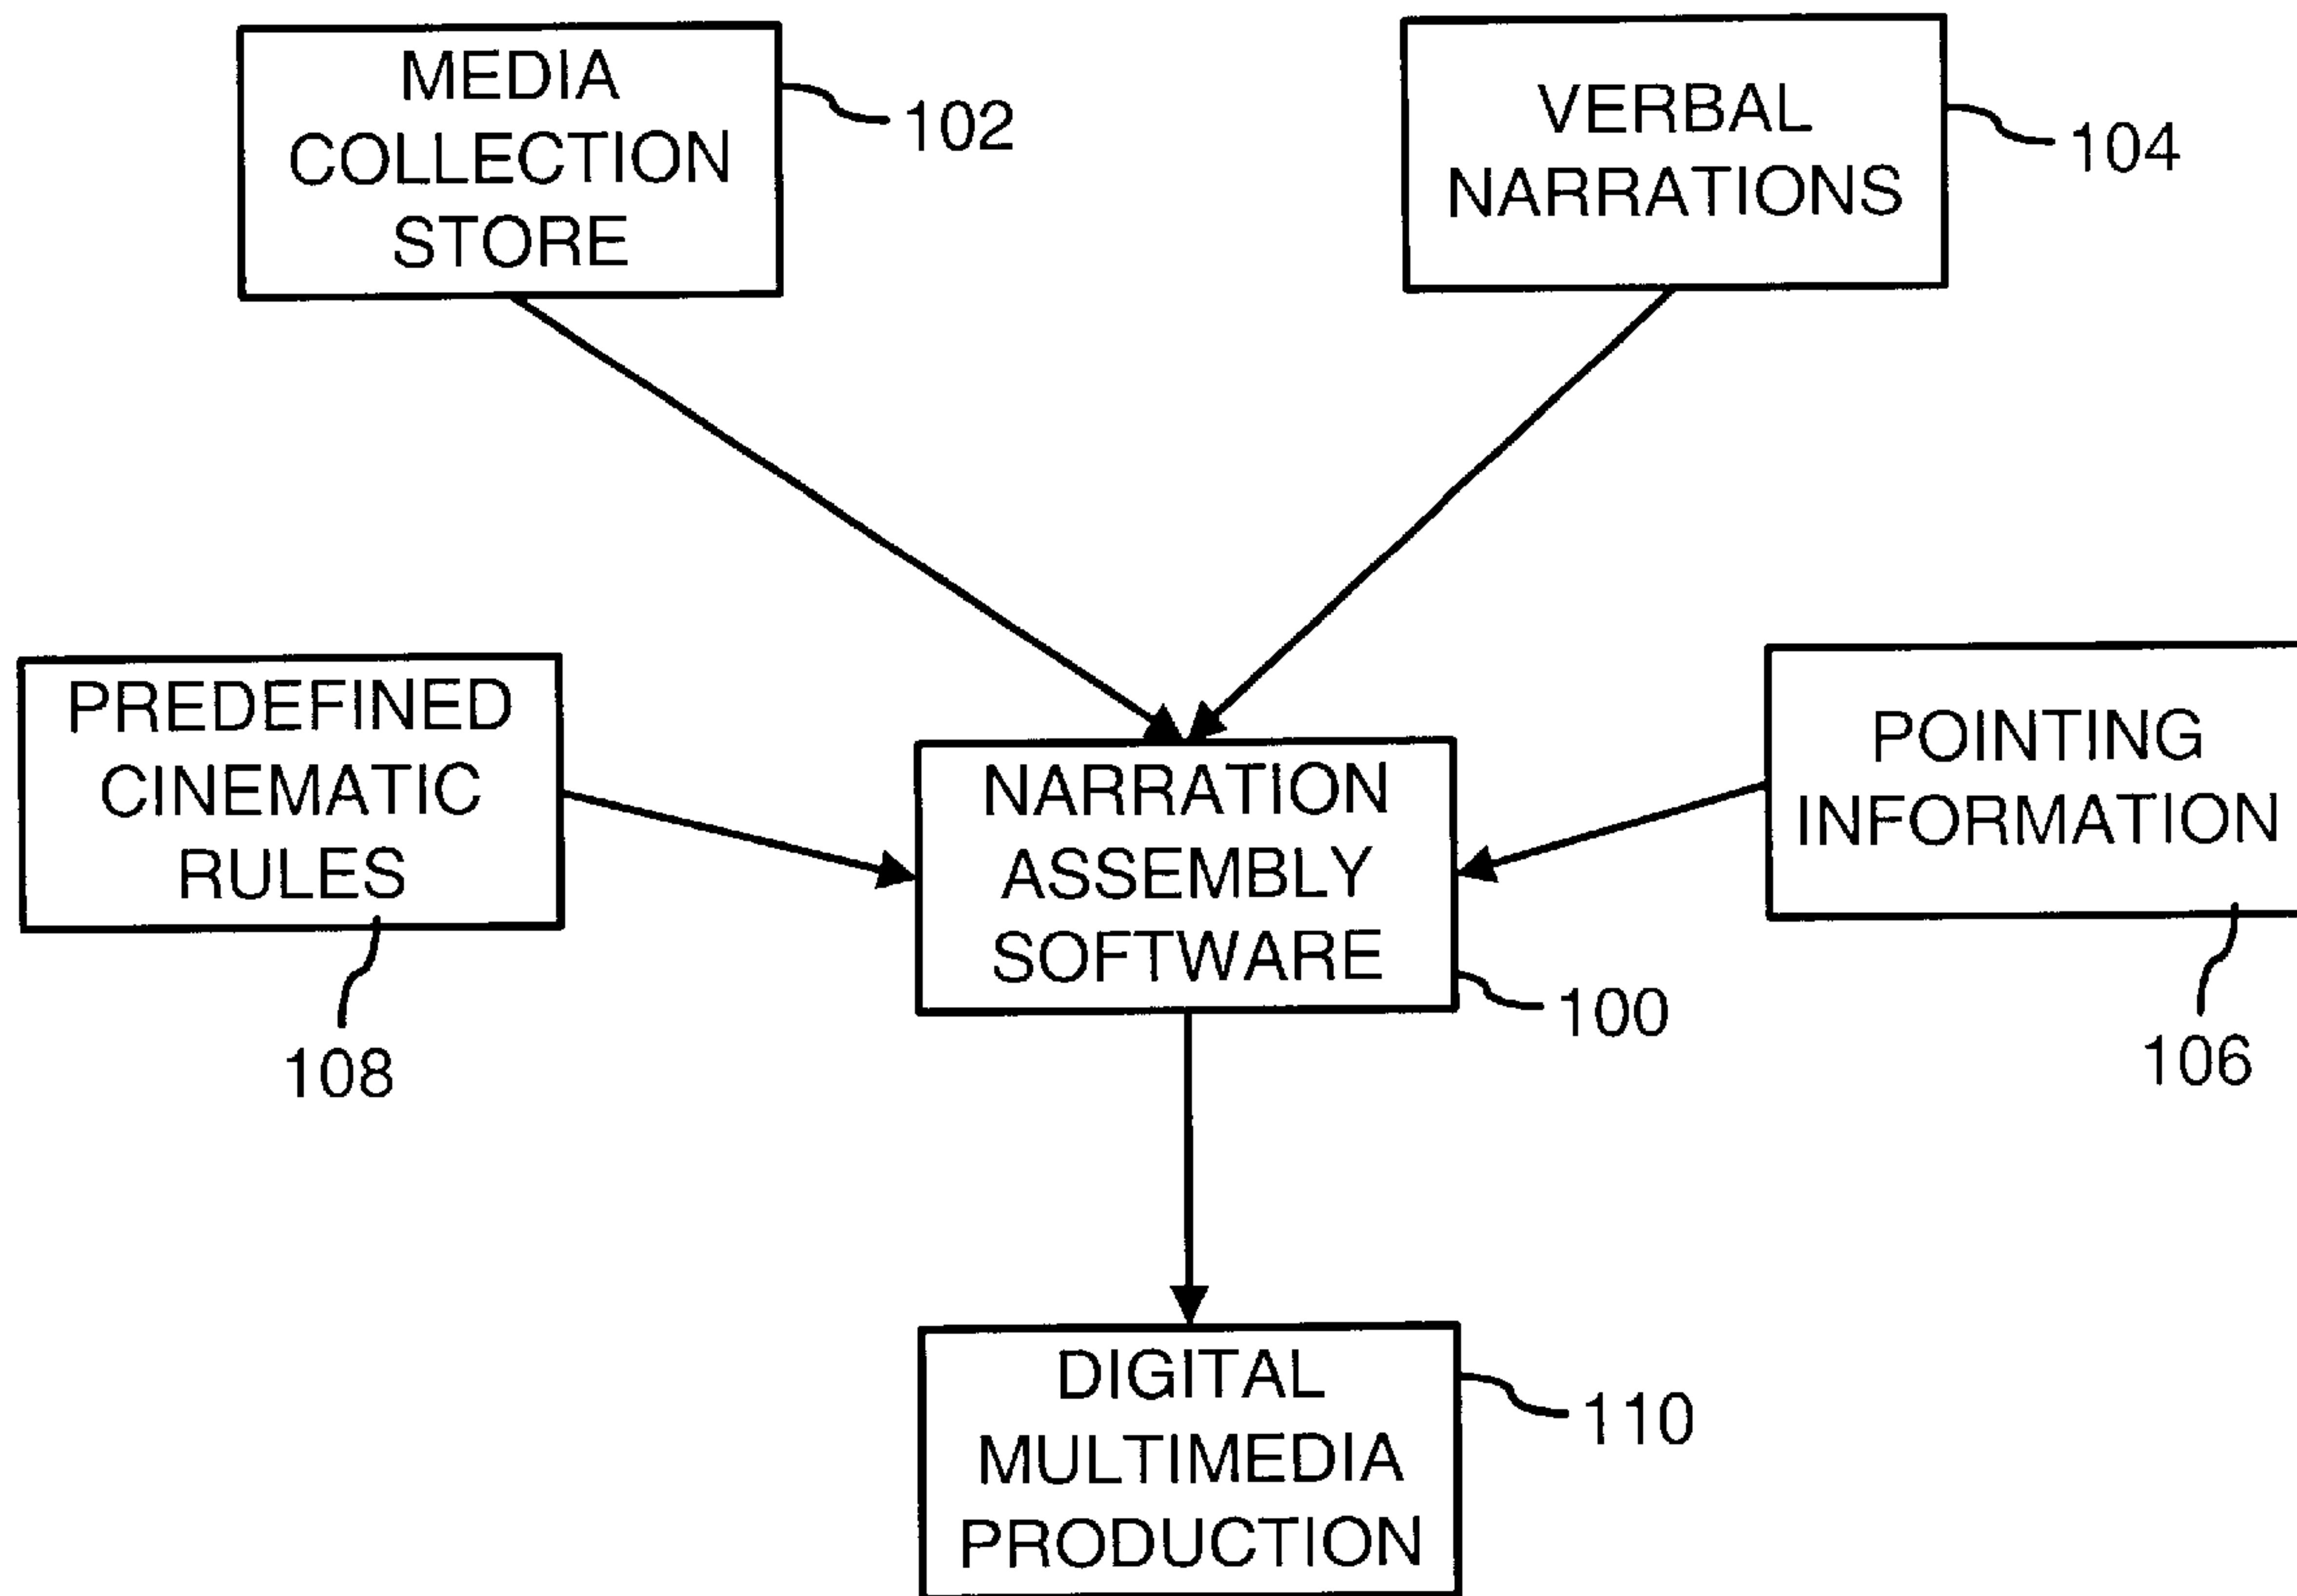 MEDIA
COLLECTION
STORE
102
VERBAL
NARRATIONS
104
PREDEFINED
CINEMATIC
RULES
108
NARRATION
ASSEMBLY
SOFTWARE
100
POINTING
INFORMATION
106
DIGITAL
MULTIMEDIA
PRODUCTION
110